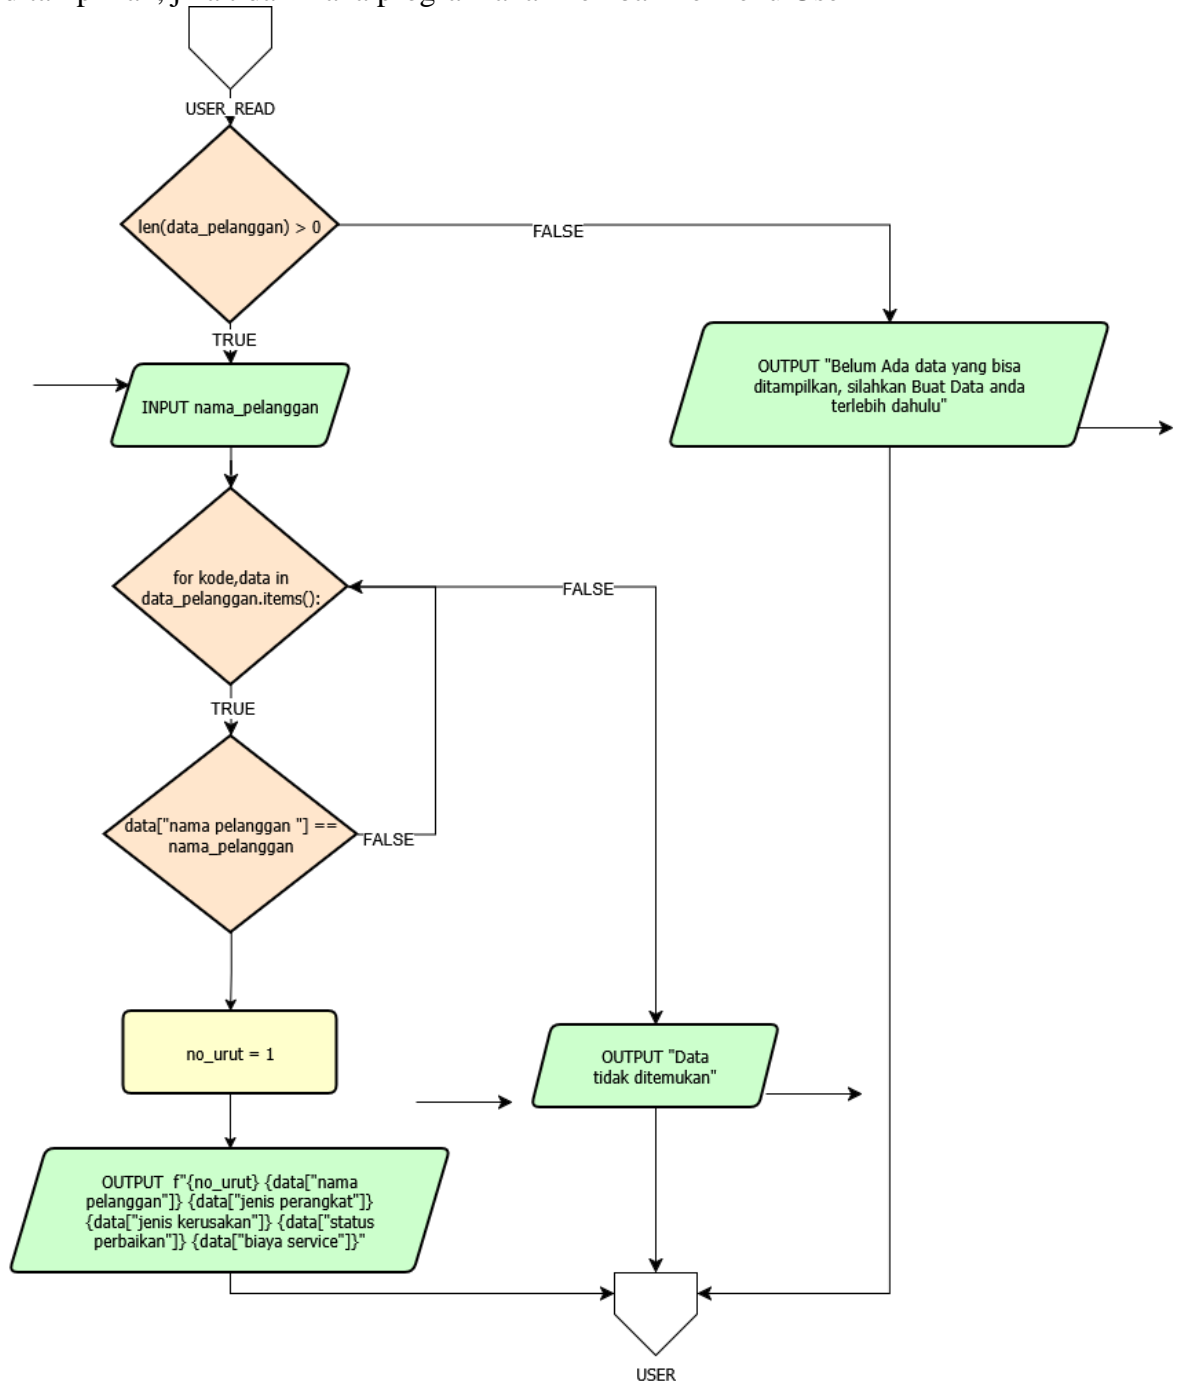 USER_READ
len(data_pelanggan) > 0
FALSE
TRUE
INPUT nama_pelanggan
OUTPUT "Belum Ada data yang bisa
ditampilkan, silahkan Buat Data anda
terlebih dahulu"
for kode,data in
data_pelanggan.items():
FALSE
TRUE
data["nama pelanggan "] ==
nama_pelanggan
FALSE
no_urut = 1
OUTPUT "Data
tidak ditemukan"
OUTPUT f"{no_urut} {data["nama
pelanggan"]} {data["jenis perangkat"]}
{data["jenis kerusakan"]} {data["status
perbaikan"]} {data["biaya service"]}"
USER